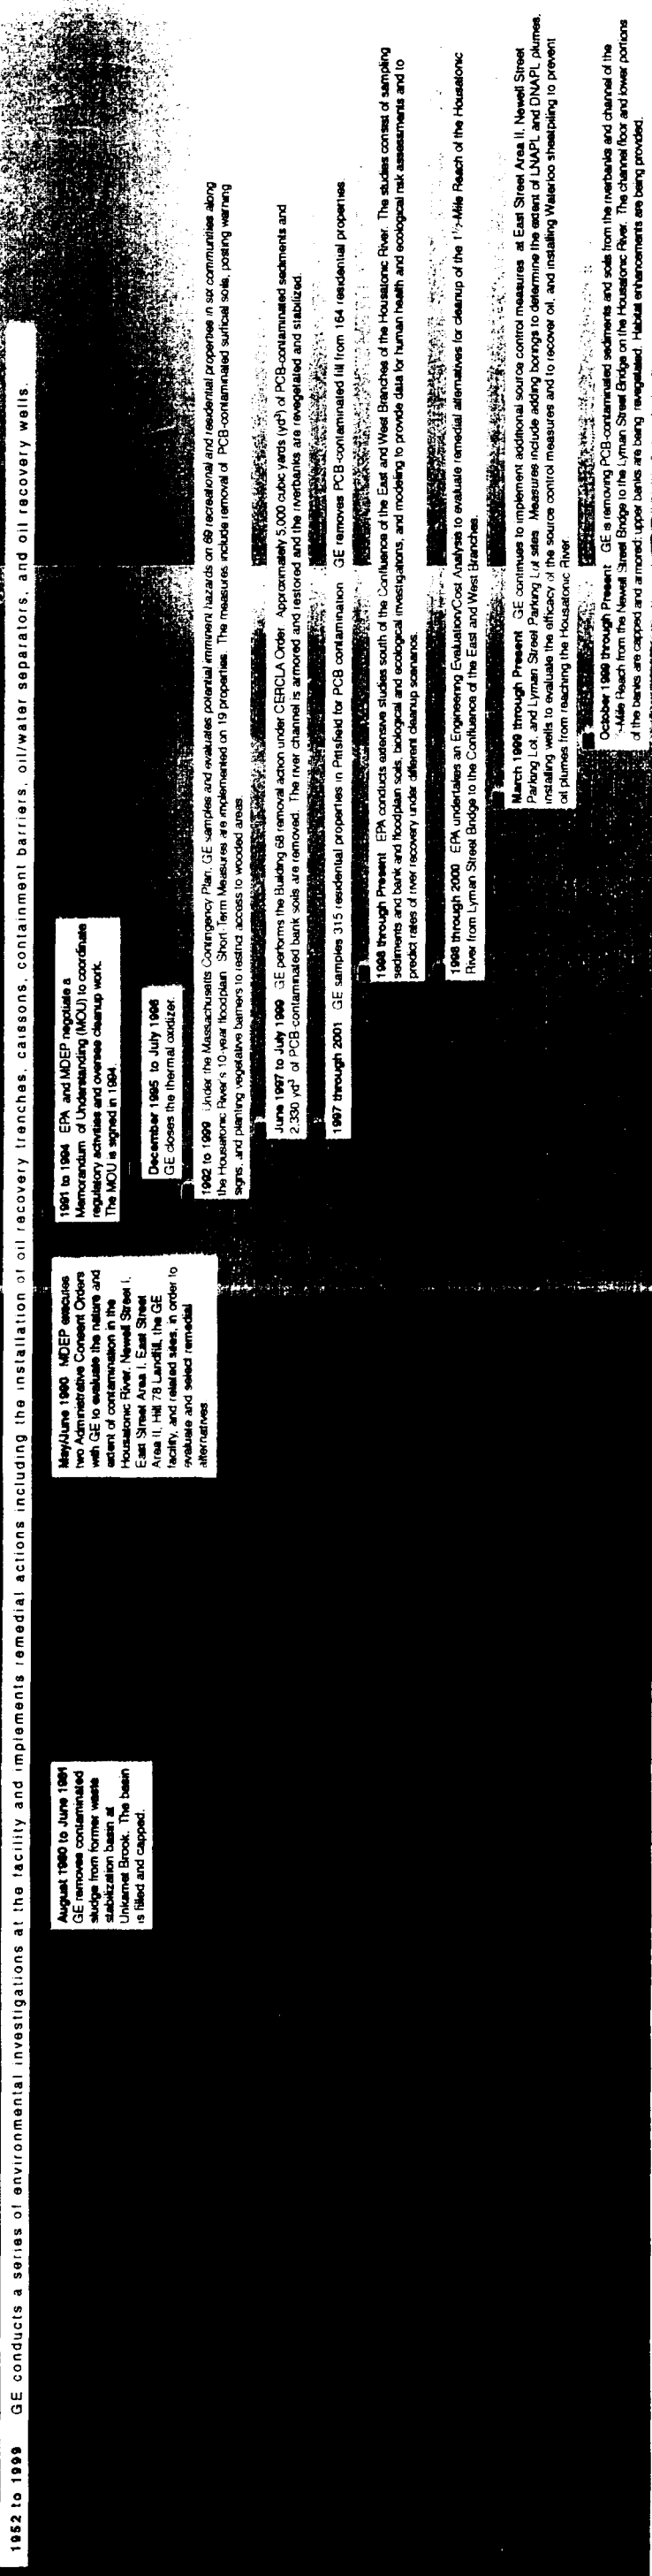 1952 to 1999 GE conducts a series of environmental investigations at the facility and implements remedial actions including the installation of oil recovery trenches, caissons, containment barriers, oil/water separators, and oil recovery wells.
August 1980 to June 1981
GE removes contaminated
sludge from former waste
stabilization basin at
Unkamet Brook. The basin
is filled and capped.
May/June 1990 MDEP executes
two Administrative Consent Orders
with GE to evaluate the nature and
extent of contamination in the
Housatonic River, Newell Street I,
East Street Area I, East Street
Area II, Hill 78 Landfill, the GE
facility, and related sites, in order to
evaluate and select remedial
alternatives
1991 to 1994 EPA and MDEP negotiate a
Memorandum of Understanding (MOU) to coordinate
regulatory activities and oversee cleanup work.
The MOU is signed in 1994.
December 1995 to July 1996
GE closes the thermal oxidizer.
1992 to 1999 Under the Massachusetts Contingency Plan, GE samples and evaluates potential imminent hazards on 69 recreational and residential properties in six communities along
the Housatonic River's 10-year floodplain Short-Term Measures are implemented on 19 properties. The measures include removal of PCB-contaminated surficial soils, posting warning
signs, and planting vegetative barriers to restrict access to wooded areas.
June 1997 to July 1999 GE performs the Building 68 removal action under CERCLA Order Approximately 5,000 cubic yards (yd³) of PCB-contaminated sediments and
2,330 yd³ of PCB-contaminated bank soils are removed. The river channel is armored and restored and the riverbanks are revegetated and stabilized.
1997 through 2001 GE samples 315 residential properties in Pittsfield for PCB contamination GE removes PCB-contaminated fill from 164 residential properties.
1998 through Present EPA conducts extensive studies south of the Confluence of the East and West Branches of the Housatonic River. The studies consist of sampling
sediments and bank and floodplain soils, biological and ecological investigations, and modeling to provide data for human health and ecological risk assessments and to
predict rates of river recovery under different cleanup scenarios.
1998 through 2000 EPA undertakes an Engineering Evaluation/Cost Analysis to evaluate remedial alternatives for cleanup of the 1½-Mile Reach of the Housatonic
River from Lyman Street Bridge to the Confluence of the East and West Branches.
March 1999 through Present GE continues to implement additional source control measures at East Street Area II, Newell Street
Parking Lot, and Lyman Street Parking Lot sites Measures include adding borings to determine the extent of LNAPL and DNAPL plumes,
installing wells to evaluate the efficacy of the source control measures and to recover oil, and installing Waterloo sheetpiling to prevent
oil plumes from reaching the Housatonic River.
October 1999 through Present GE is removing PCB-contaminated sediments and soils from the riverbanks and channel of the
-Mile Reach from the Newell Street Bridge to the Lyman Street Bridge on the Housatonic River. The channel floor and lower portions
of the banks are capped and armored; upper banks are being revegetated. Habitat enhancements are being provided.